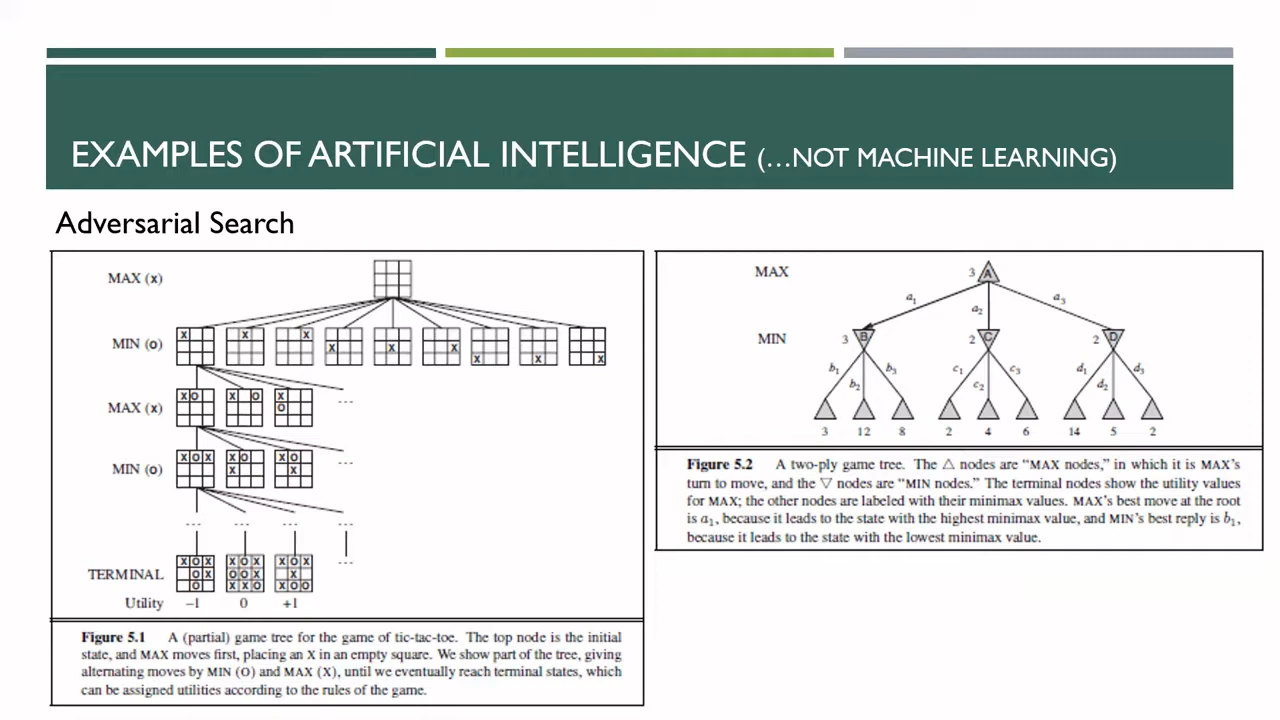 EXAMPLES OF ARTIFICIAL INTELLIGENCE (...NOT MACHINE LEARNING)
Adversarial Search
MAX (X)
MIN (O)
X X X X X X X X X
MAX (X)
X O X O X
O
...
MIN (O)
X O X X O X O
X X
...
... ... ... ...
TERMINAL
X O X X O X X O X
O X O O X X
O X X O X O O
...
Utility −1 0 +1
Figure 5.1 A (partial) game tree for the game of tic-tac-toe. The top node is the initial
state, and MAX moves first, placing an X in an empty square. We show part of the tree, giving
alternating moves by MIN (O) and MAX (X), until we eventually reach terminal states, which
can be assigned utilities according to the rules of the game.
MAX 3 A
a1 a2 a3
MIN 3 B 2 C 2 D
b1 b2 b3 c1 c2 c3 d1 d2 d3
3 12 8 2 4 6 14 5 2
Figure 5.2 A two-ply game tree. The △ nodes are “MAX nodes,” in which it is MAX’s
turn to move, and the ▽ nodes are “MIN nodes.” The terminal nodes show the utility values
for MAX; the other nodes are labeled with their minimax values. MAX’s best move at the root
is a1, because it leads to the state with the highest minimax value, and MIN’s best reply is b1,
because it leads to the state with the lowest minimax value.